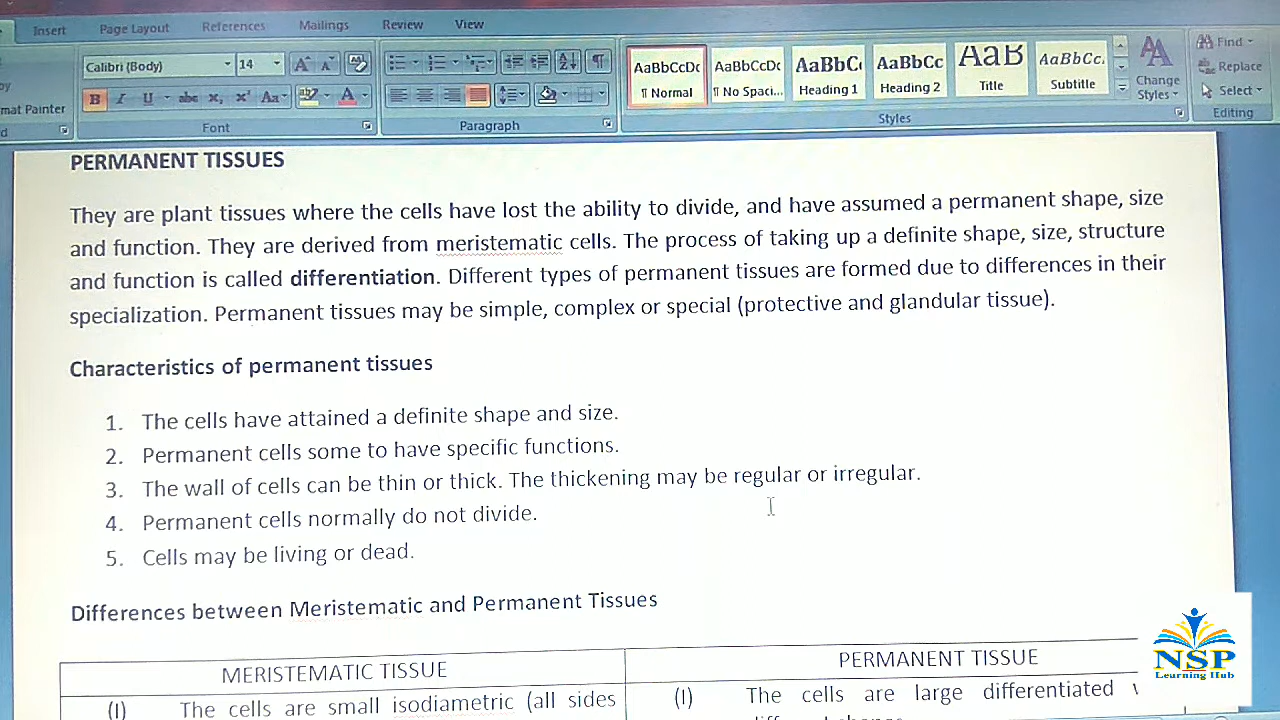 Insert Page Layout References Mailings Review View
Calibri (Body) 14
B I U abc x, x² Aa A
Font
Paragraph
AaBbCcDc AaBbCcDc AaBbC AaBbCc AaB AaBbCc.
¶ Normal ¶ No Spaci... Heading 1 Heading 2 Title Subtitle
Change
Styles
Styles
Find
Replace
Select
Editing
mat Painter
PERMANENT TISSUES
They are plant tissues where the cells have lost the ability to divide, and have assumed a permanent shape, size
and function. They are derived from meristematic cells. The process of taking up a definite shape, size, structure
and function is called differentiation. Different types of permanent tissues are formed due to differences in their
specialization. Permanent tissues may be simple, complex or special (protective and glandular tissue).
Characteristics of permanent tissues
1. The cells have attained a definite shape and size.
2. Permanent cells some to have specific functions.
3. The wall of cells can be thin or thick. The thickening may be regular or irregular.
4. Permanent cells normally do not divide.
5. Cells may be living or dead.
Differences between Meristematic and Permanent Tissues
MERISTEMATIC TISSUE PERMANENT TISSUE
(I) The cells are small isodiametric (all sides (I) The cells are large differentiated
NSP
Learning Hub